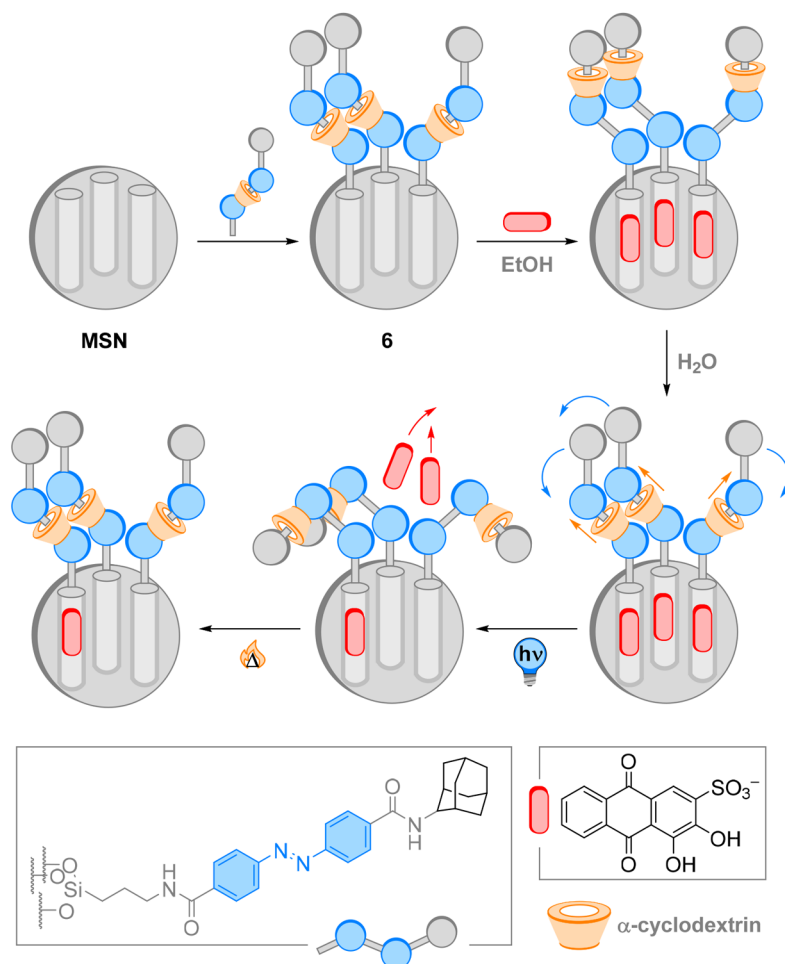 EtOH
MSN
6
H₂O
Δ
hν
O
N
H
O
O
O
Si
H
N
O
N
N
O
SO₃⁻
OH
O
OH
α-cyclodextrin